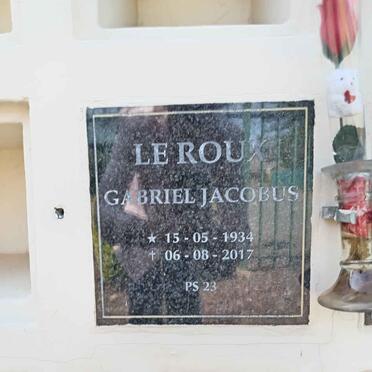 LE ROUX
GABRIEL JACOBUS
★ 15 - 05 - 1934
† 06 - 08 - 2017
PS 23